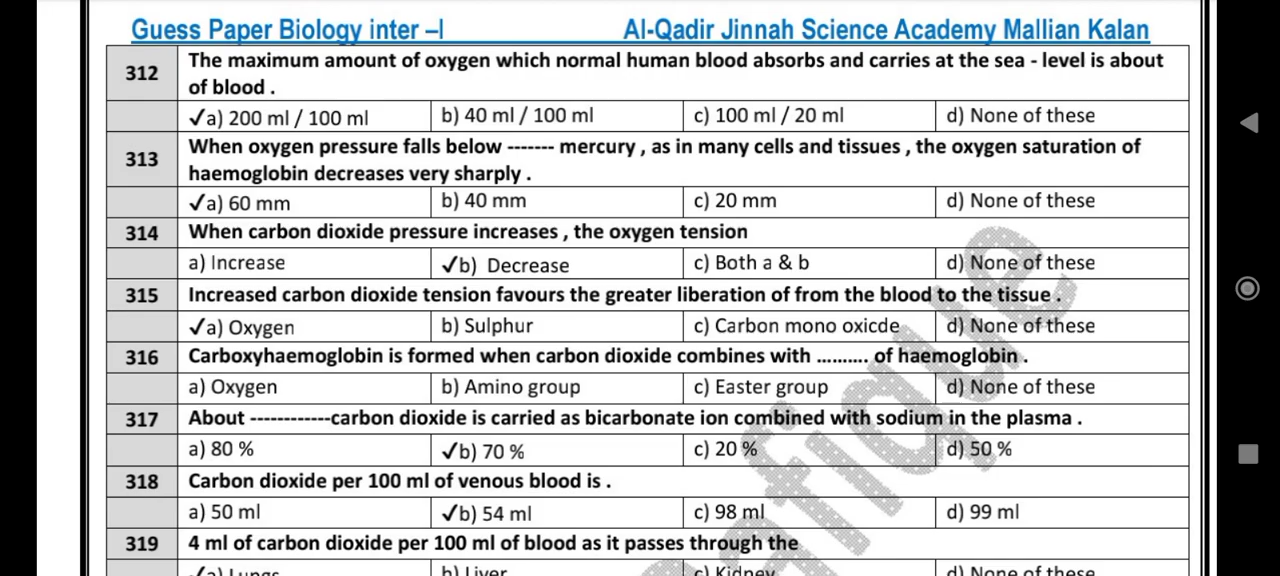 Guess Paper Biology inter –I Al-Qadir Jinnah Science Academy Mallian Kalan
312 The maximum amount of oxygen which normal human blood absorbs and carries at the sea - level is about
of blood .
✓a) 200 ml / 100 ml b) 40 ml / 100 ml c) 100 ml / 20 ml d) None of these
313 When oxygen pressure falls below ------- mercury , as in many cells and tissues , the oxygen saturation of
haemoglobin decreases very sharply .
✓a) 60 mm b) 40 mm c) 20 mm d) None of these
314 When carbon dioxide pressure increases , the oxygen tension
a) Increase ✓b) Decrease c) Both a & b d) None of these
315 Increased carbon dioxide tension favours the greater liberation of from the blood to the tissue .
✓a) Oxygen b) Sulphur c) Carbon mono oxicde d) None of these
316 Carboxyhaemoglobin is formed when carbon dioxide combines with .......... of haemoglobin .
a) Oxygen b) Amino group c) Easter group d) None of these
317 About ------------carbon dioxide is carried as bicarbonate ion combined with sodium in the plasma .
a) 80 % ✓b) 70 % c) 20 % d) 50 %
318 Carbon dioxide per 100 ml of venous blood is .
a) 50 ml ✓b) 54 ml c) 98 ml d) 99 ml
319 4 ml of carbon dioxide per 100 ml of blood as it passes through the
✓a) Lungs b) Liver c) Kidney d) None of these